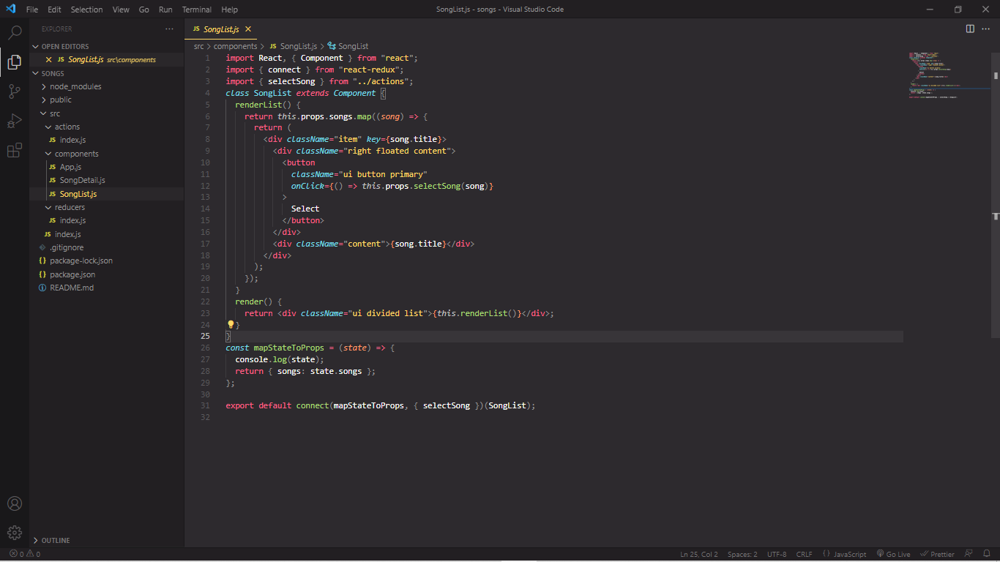 File Edit Selection View Go Run Terminal Help
SongList.js - songs - Visual Studio Code
EXPLORER
OPEN EDITORS
JS SongList.js src\components
SONGS
node_modules
public
src
actions
JS index.js
components
JS App.js
JS SongDetail.js
JS SongList.js
reducers
JS index.js
JS index.js
.gitignore
{} package-lock.json
{} package.json
README.md
OUTLINE
JS SongList.js
src > components > JS SongList.js > SongList
1 import React, { Component } from "react";
2 import { connect } from "react-redux";
3 import { selectSong } from "../actions";
4 class SongList extends Component {
5 renderList() {
6 return this.props.songs.map((song) => {
7 return (
8 <div className="item" key={song.title}>
9 <div className="right floated content">
10 <button
11 className="ui button primary"
12 onClick={() => this.props.selectSong(song)}
13 >
14 Select
15 </button>
16 </div>
17 <div className="content">{song.title}</div>
18 </div>
19 );
20 });
21 }
22 render() {
23 return <div className="ui divided list">{this.renderList()}</div>;
24 }
25 }
26 const mapStateToProps = (state) => {
27 console.log(state);
28 return { songs: state.songs };
29 };
30
31 export default connect(mapStateToProps, { selectSong })(SongList);
32
0 0
Ln 25, Col 2 Spaces: 2 UTF-8 CRLF {} JavaScript Go Live Prettier